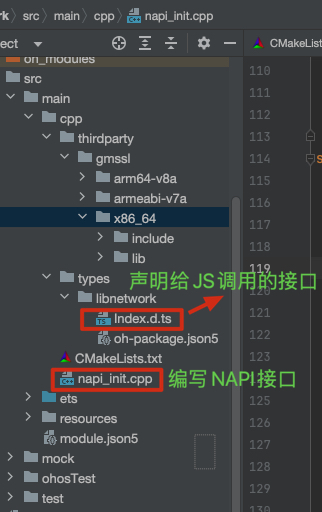 rk › src › main › cpp › napi_init.cpp
ect
CMakeLists
oh_modules
src
main
cpp
thirdparty
gmssl
arm64-v8a
armeabi-v7a
x86_64
include
lib
types
libnetwork
声明给JS调用的接口
Index.d.ts
oh-package.json5
CMakeLists.txt
napi_init.cpp
编写NAPI接口
ets
resources
module.json5
mock
ohosTest
test
110
111
112
113
114
s
115
116
117
118
119
120
122
123
124
125
126
127
128
129
130